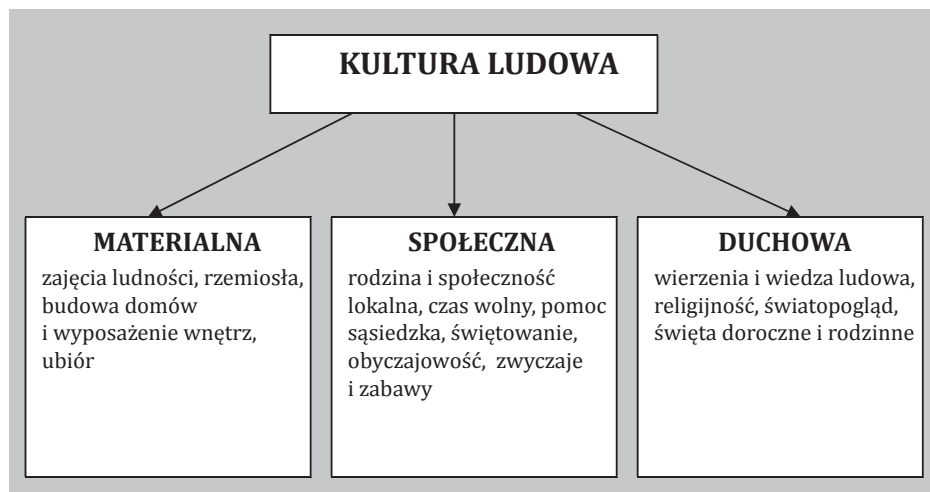 KULTURA LUDOWA
MATERIALNA
zajęcia ludności, rzemiosła,
budowa domów
i wyposażenie wnętrz,
ubiór
SPOŁECZNA
rodzina i społeczność
lokalna, czas wolny, pomoc
sąsiedzka, świętowanie,
obyczajowość, zwyczaje
i zabawy
DUCHOWA
wierzenia i wiedza ludowa,
religijność, światopogląd,
święta doroczne i rodzinne